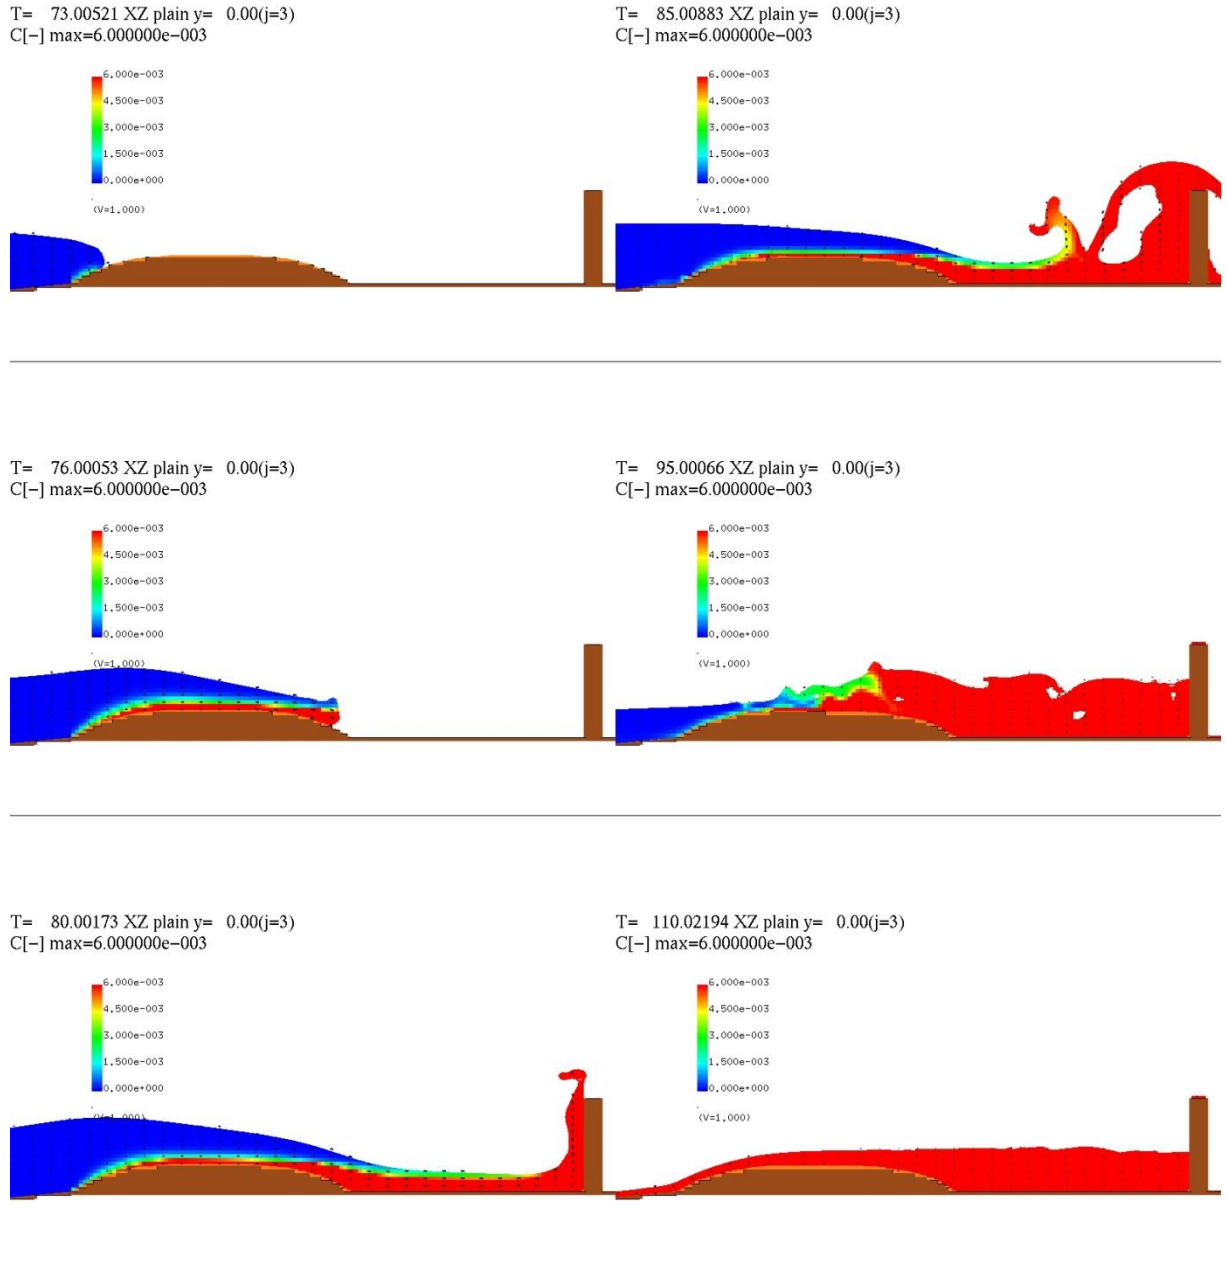 T= 73.00521 XZ plain y= 0.00(j=3)
C[−] max=6.000000e−003
6.000e-003
4.500e-003
3.000e-003
1.500e-003
0.000e+000
(V=1.000)
T= 85.00883 XZ plain y= 0.00(j=3)
C[−] max=6.000000e−003
6.000e-003
4.500e-003
3.000e-003
1.500e-003
0.000e+000
(V=1.000)
T= 76.00053 XZ plain y= 0.00(j=3)
C[−] max=6.000000e−003
6.000e-003
4.500e-003
3.000e-003
1.500e-003
0.000e+000
(V=1.000)
T= 95.00066 XZ plain y= 0.00(j=3)
C[−] max=6.000000e−003
6.000e-003
4.500e-003
3.000e-003
1.500e-003
0.000e+000
(V=1.000)
T= 80.00173 XZ plain y= 0.00(j=3)
C[−] max=6.000000e−003
6.000e-003
4.500e-003
3.000e-003
1.500e-003
0.000e+000
(V=1.000)
T= 110.02194 XZ plain y= 0.00(j=3)
C[−] max=6.000000e−003
6.000e-003
4.500e-003
3.000e-003
1.500e-003
0.000e+000
(V=1.000)